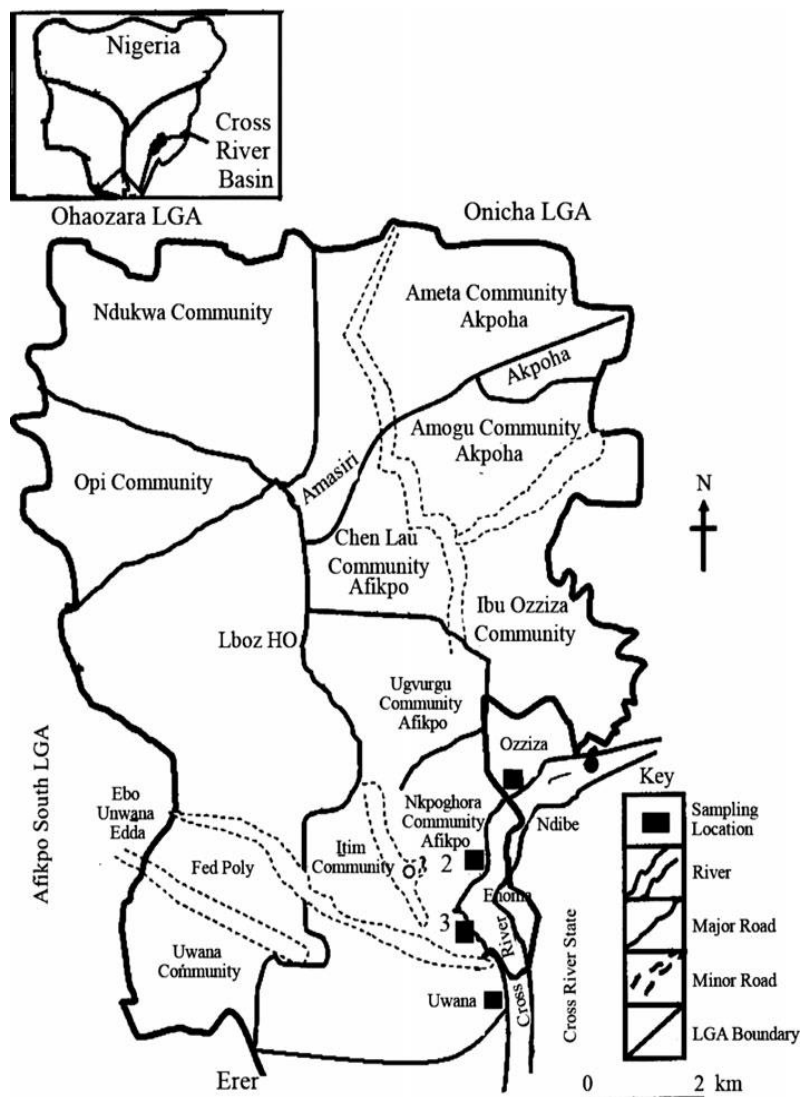 Nigeria
Cross
River
Basin
Ohaozara LGA
Onicha LGA
Ndukwa Community
Ameta Community
Akpoha
Akpoha
Amogu Community
Akpoha
Opi Community
Amasiri
N
Chen Lau
Community
Afikpo
Ibu Ozziza
Community
Lboz HO
Ugvurgu
Community
Afikpo
Ozziza
Afikpo South LGA
Ebo
Unwana
Edda
Nkpoghora
Community
Afikpo
Ndibe
Itim
Community
2
Fed Poly
Enoma
3
River
Cross
Uwana
Community
Uwana
Cross River State
Erer
Key
Sampling
Location
River
Major Road
Minor Road
LGA Boundary
0 2 km